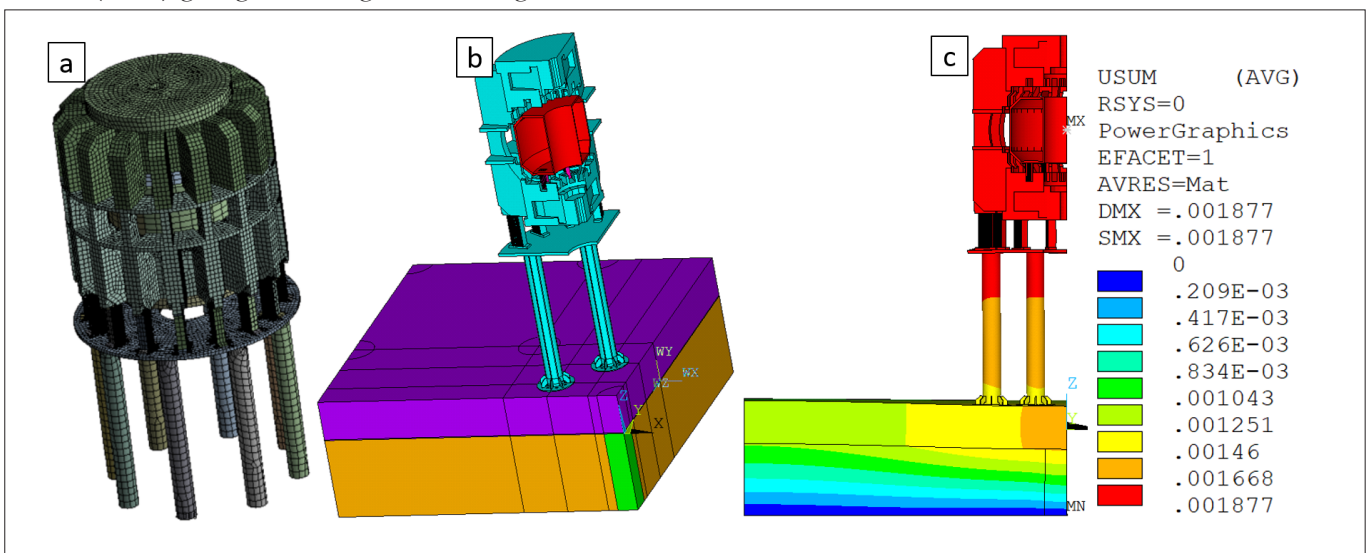 a
b
c
USUM (AVG)
RSYS=0
PowerGraphics
EFACET=1
AVRES=Mat
DMX =.001877
SMX =.001877
0
.209E-03
.417E-03
.626E-03
.834E-03
.001043
.001251
.00146
.001668
.001877
MX
MN
Z
Y
WY
WX
WZ
Z
Y
X